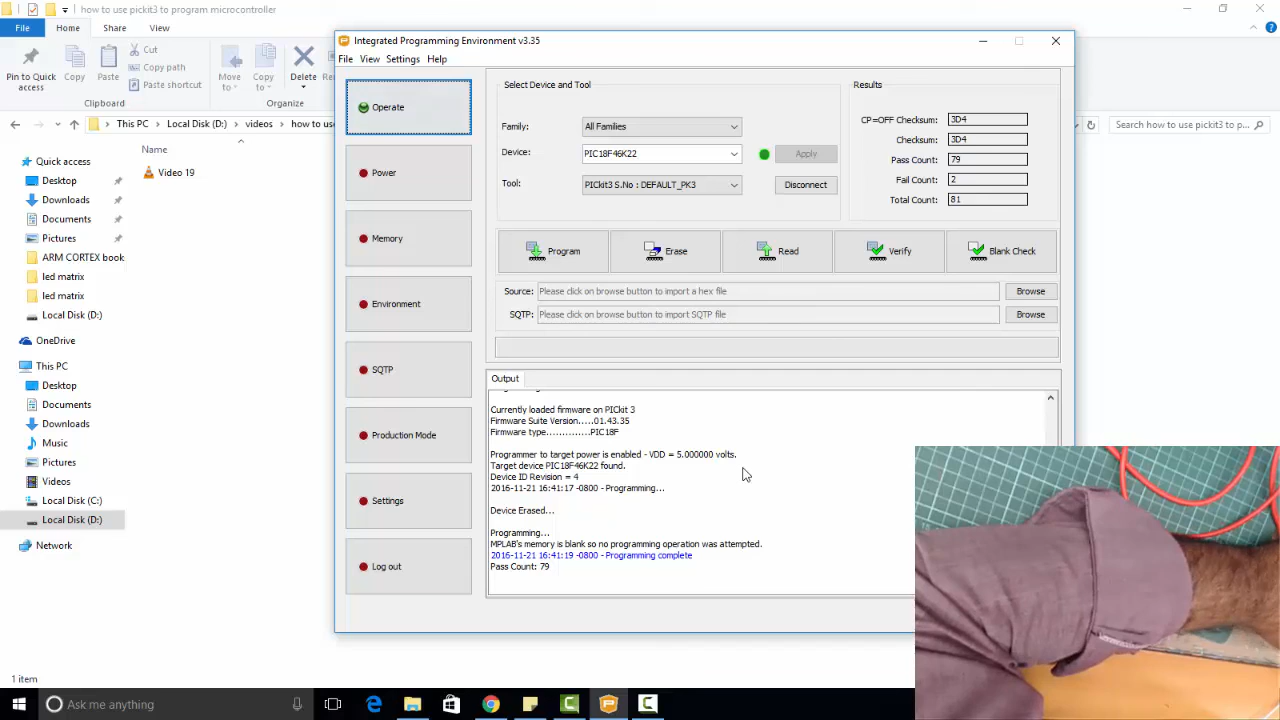 how to use pickit3 to program microcontroller
File Home Share View
Pin to Quick access
Copy
Paste
Cut
Copy path
Paste shortcut
Clipboard
Move to
Copy to
Delete
Organize
This PC Local Disk (D:) videos how to us
Search how to use pickit3 to p...
Name
Video 19
Quick access
Desktop
Downloads
Documents
Pictures
ARM CORTEX book
led matrix
led matrix
Local Disk (D:)
OneDrive
This PC
Desktop
Documents
Downloads
Music
Pictures
Videos
Local Disk (C:)
Local Disk (D:)
Network
1 item
Integrated Programming Environment v3.35
File View Settings Help
Operate
Power
Memory
Environment
SQTP
Production Mode
Settings
Log out
Select Device and Tool
Family: All Families
Device: PIC18F46K22 Apply
Tool: PICkit3 S.No : DEFAULT_PK3 Disconnect
Results
CP=OFF Checksum: 3D4
Checksum: 3D4
Pass Count: 79
Fail Count: 2
Total Count: 81
Program Erase Read Verify Blank Check
Source: Please click on browse button to import a hex file Browse
SQTP: Please click on browse button to import SQTP file Browse
Output
Currently loaded firmware on PICkit 3
Firmware Suite Version.....01.43.35
Firmware type..............PIC18F
Programmer to target power is enabled - VDD = 5.000000 volts.
Target device PIC18F46K22 found.
Device ID Revision = 4
2016-11-21 16:41:17 -0800 - Programming...
Device Erased...
Programming...
MPLAB's memory is blank so no programming operation was attempted.
2016-11-21 16:41:19 -0800 - Programming complete
Pass Count: 79
Ask me anything